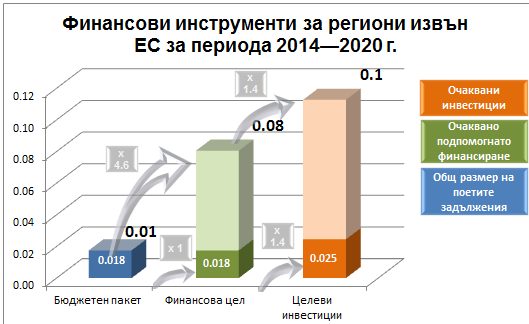 Финансови инструменти за региони извън
ЕС за периода 2014—2020 г.
0.12
0.10
0.08
0.06
0.04
0.02
0.00
x
4.6
x
1.4
x 1
x
1.4
0.01
0.08
0.1
0.018
0.018
0.025
Бюджетен пакет
Финансова цел
Целеви
инвестиции
Очаквани
инвестиции
Очаквано
подпомогнато
финансиране
Общ размер на
поетите
задължения